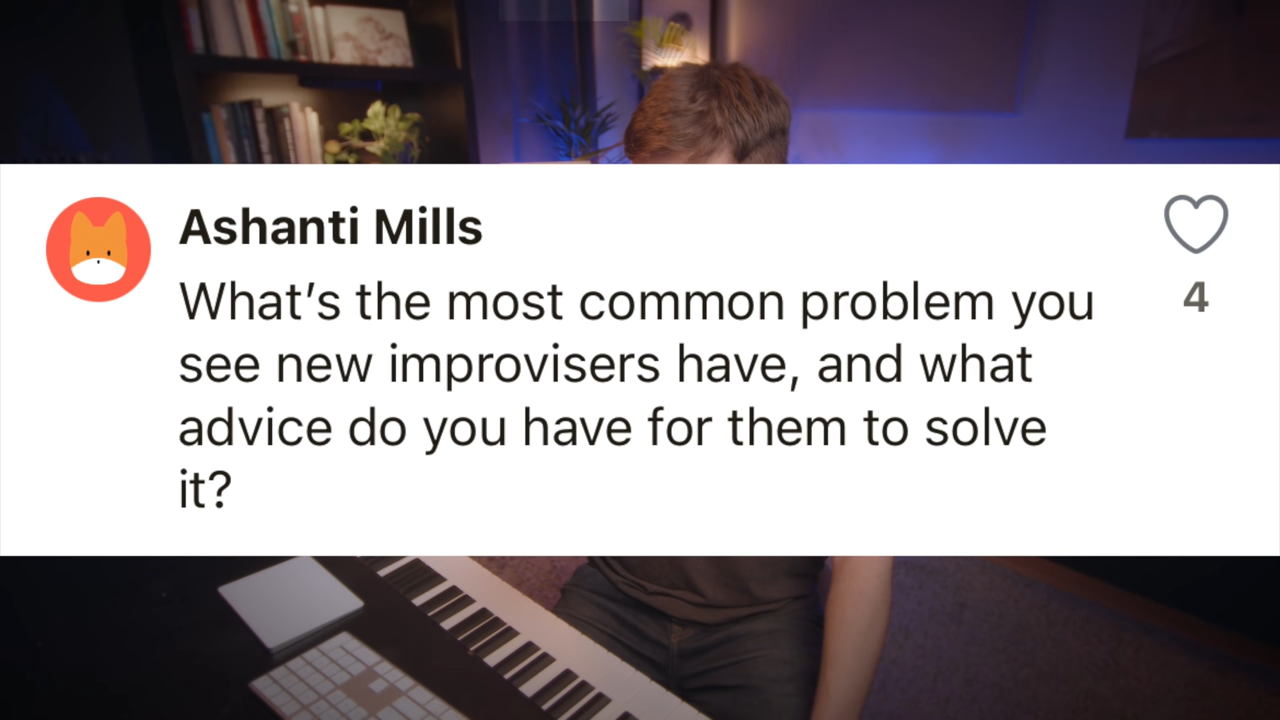 Ashanti Mills
4
What’s the most common problem you
see new improvisers have, and what
advice do you have for them to solve
it?